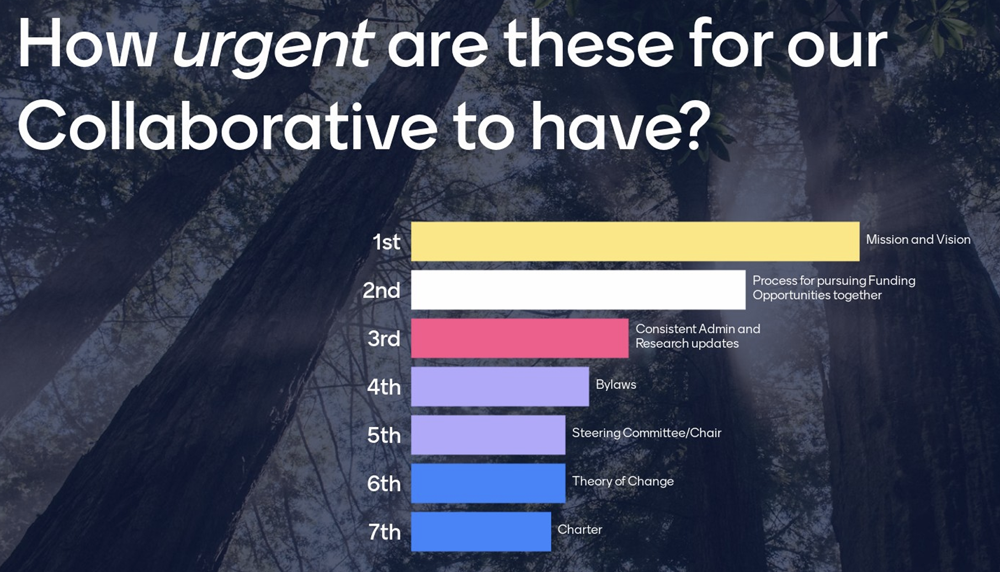 How urgent are these for our
Collaborative to have?
1st
Mission and Vision
2nd
Process for pursuing Funding
Opportunities together
3rd
Consistent Admin and
Research updates
4th
Bylaws
5th
Steering Committee/Chair
6th
Theory of Change
7th
Charter